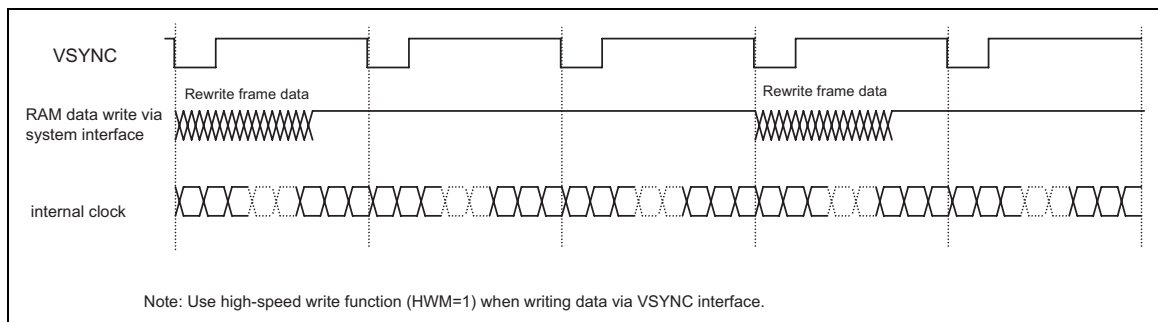 VSYNC
Rewrite frame data
Rewrite frame data
RAM data write via
system interface
internal clock
Note: Use high-speed write function (HWM=1) when writing data via VSYNC interface.